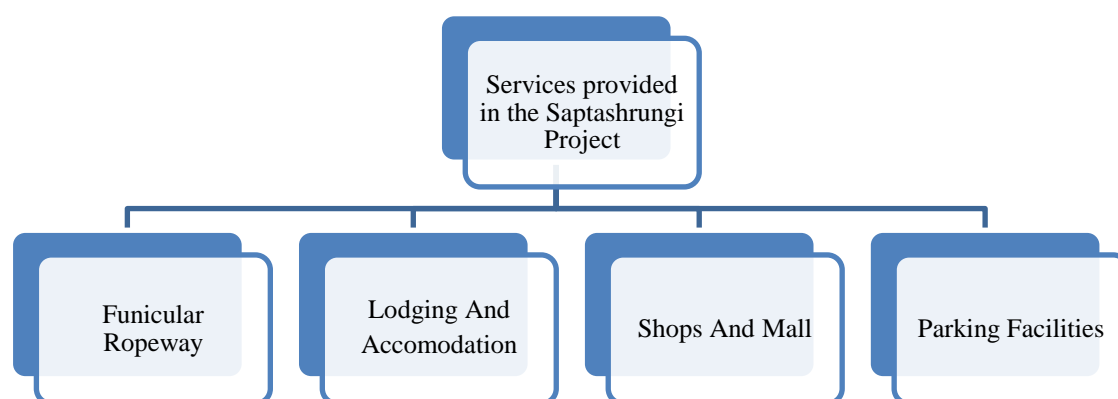 Services provided
in the Saptashrungi
Project
Funicular
Ropeway
Lodging And
Accomodation
Shops And Mall
Parking Facilities